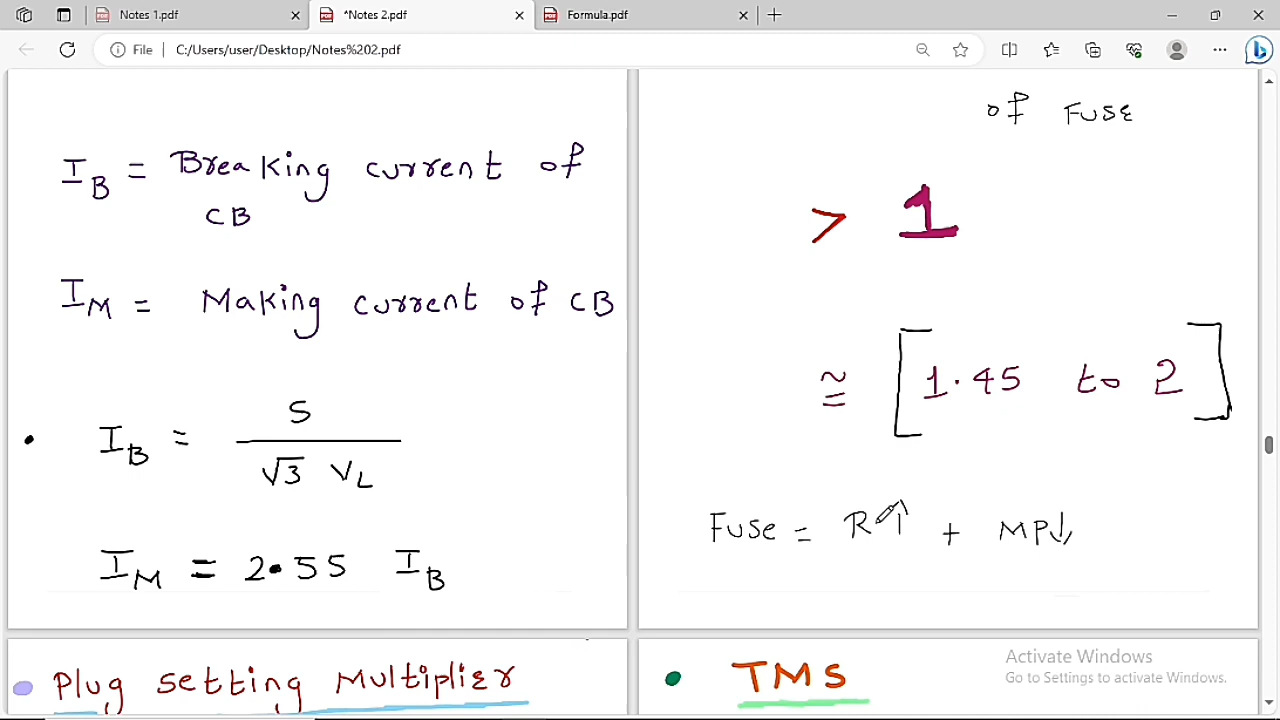 Notes 1.pdf
*Notes 2.pdf
Formula.pdf
File
C:/Users/user/Desktop/Notes%202.pdf
I_B = Breaking current of
CB
I_M = Making current of CB
• I_B = S
√3 V_L
I_M = 2.55 I_B
Plug setting Multiplier
of Fuse
> 1
≅ [1.45 to 2]
Fuse = R↑ + MP↓
• TMS
Activate Windows
Go to Settings to activate Windows.